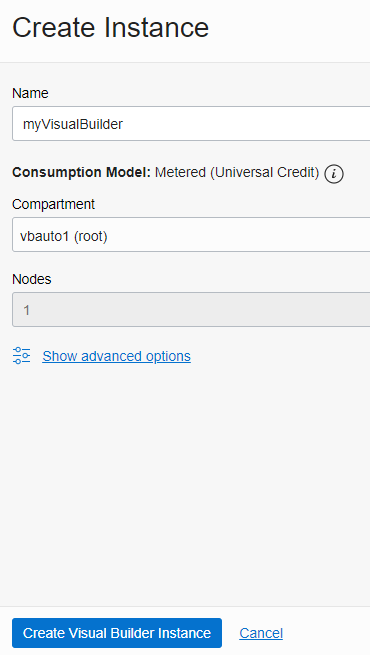 Create Instance
Name
myVisualBuilder
Consumption Model: Metered (Universal Credit) i
Compartment
vbauto1 (root)
Nodes
1
Show advanced options
Create Visual Builder Instance Cancel